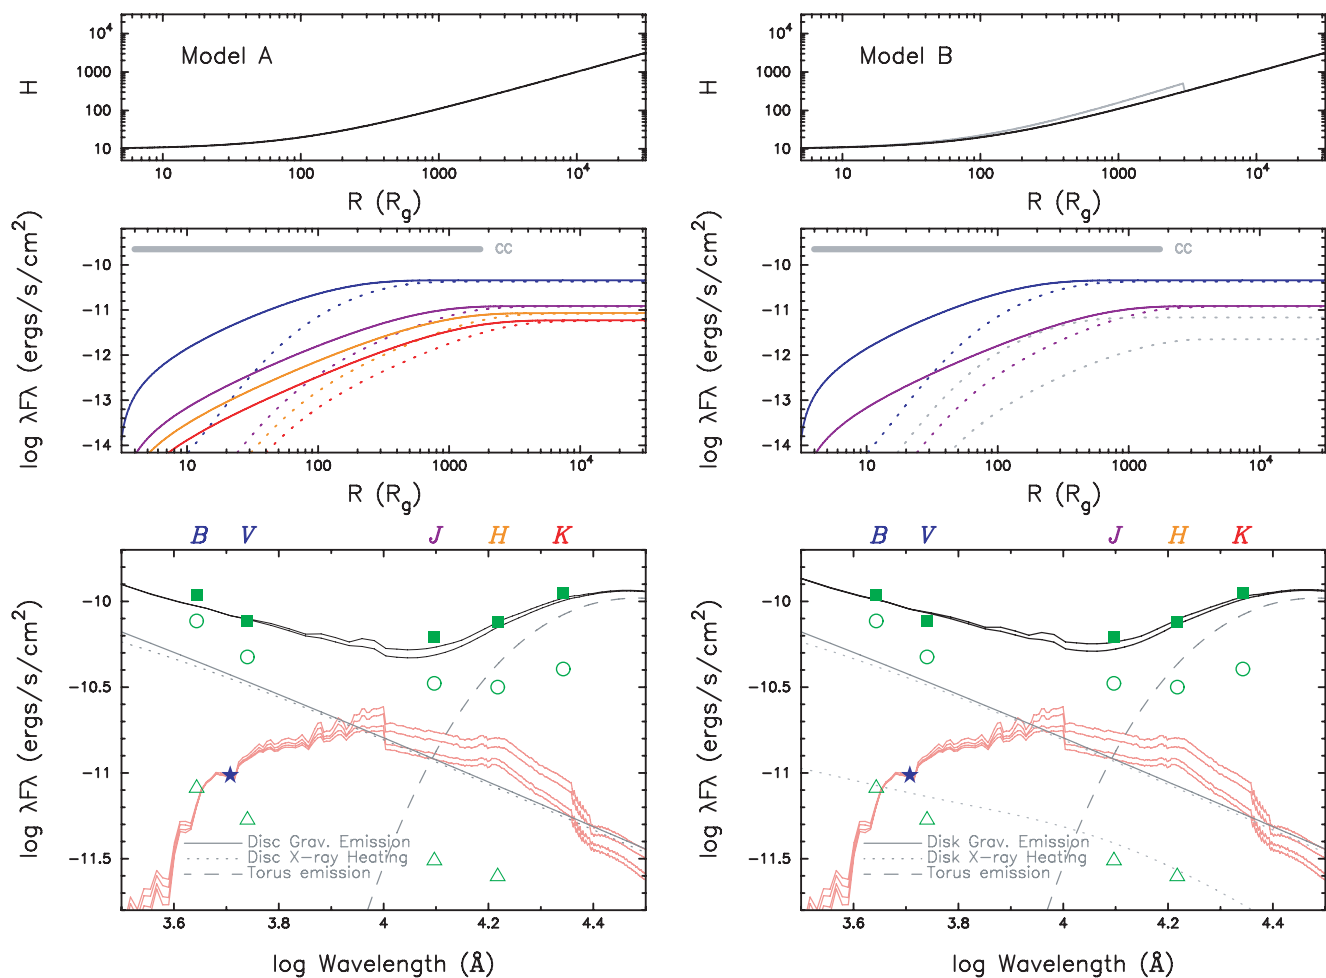 Model A
H
10⁴
1000
100
10
10
100
1000
10⁴
R (R_g)
Model B
H
10⁴
1000
100
10
10
100
1000
10⁴
R (R_g)
log λFλ (ergs/s/cm²)
cc
-10
-11
-12
-13
-14
10
100
1000
10⁴
R (R_g)
log λFλ (ergs/s/cm²)
cc
-10
-11
-12
-13
-14
10
100
1000
10⁴
R (R_g)
B V J H K
log λFλ (ergs/s/cm²)
-10
-10.5
-11
-11.5
Disc Grav. Emission
Disc X-ray Heating
Torus emission
3.6
3.8
4
4.2
4.4
log Wavelength (Å)
B V J H K
log λFλ (ergs/s/cm²)
-10
-10.5
-11
-11.5
Disk Grav. Emission
Disk X-ray Heating
Torus emission
3.6
3.8
4
4.2
4.4
log Wavelength (Å)